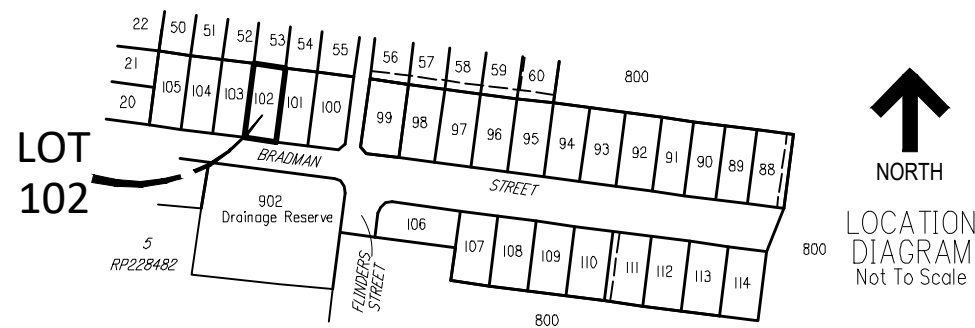 22 50 51 52 53 54 55
56 57 58 59 60
800
21
20
105 104 103 102 101 100
99 98 97 96 95 94 93 92 91 90 89 88
LOT
102
BRADMAN
STREET
902
Drainage Reserve
106
107 108 109 110 111 112 113 114
5
RP228482
FLINDERS
STREET
800
800
NORTH
LOCATION
DIAGRAM
Not To Scale